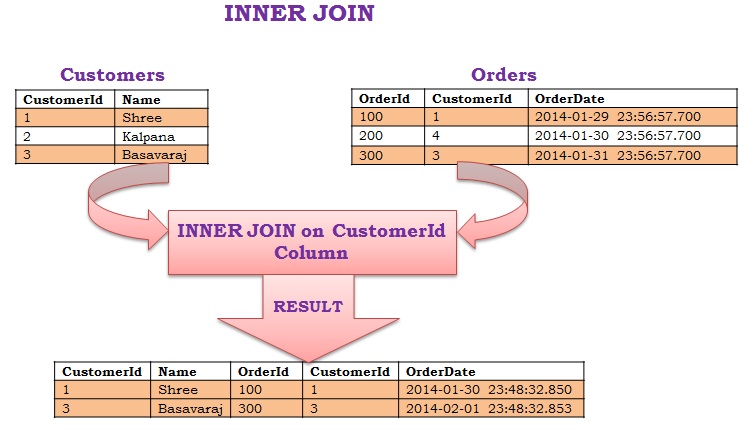 INNER JOIN
Customers
CustomerId Name
1 Shree
2 Kalpana
3 Basavaraj
Orders
OrderId CustomerId OrderDate
100 1 2014-01-29 23:56:57.700
200 4 2014-01-30 23:56:57.700
300 3 2014-01-31 23:56:57.700
INNER JOIN on CustomerId
Column
RESULT
CustomerId Name OrderId CustomerId OrderDate
1 Shree 100 1 2014-01-30 23:48:32.850
3 Basavaraj 300 3 2014-02-01 23:48:32.853